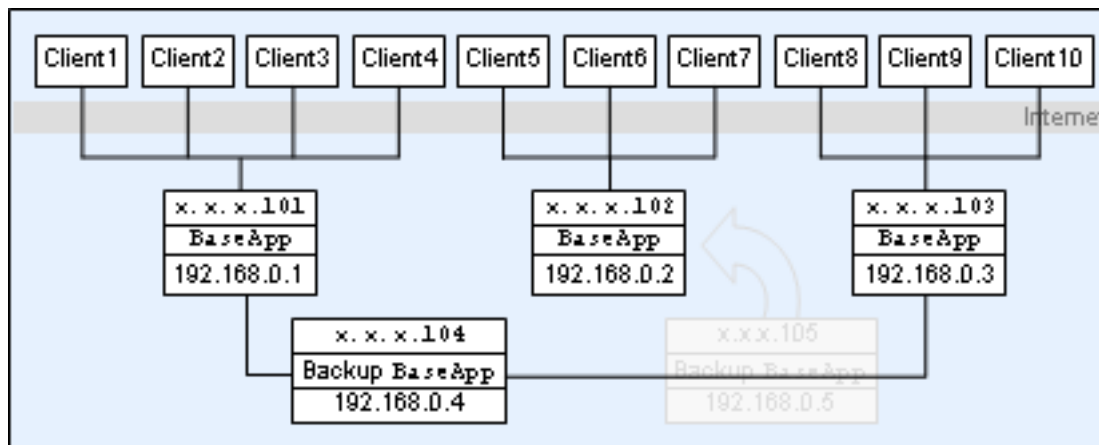 Client1 Client2 Client3 Client4 Client5 Client6 Client7 Client8 Client9 Client10
Internet
x.x.x.101
BaseApp
192.168.0.1
x.x.x.102
BaseApp
192.168.0.2
x.x.x.103
BaseApp
192.168.0.3
x.x.x.104
Backup BaseApp
192.168.0.4
x.x.x.105
Backup BaseApp
192.168.0.5